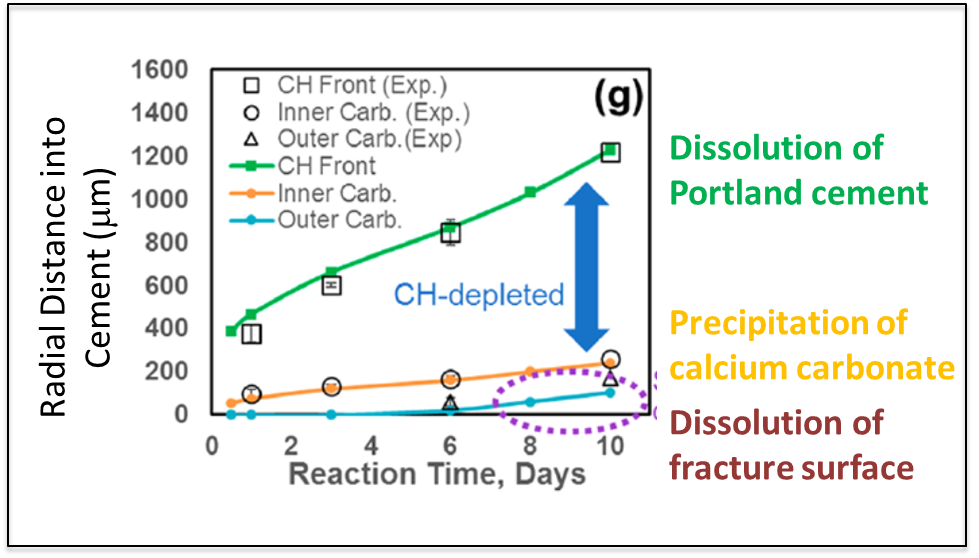 Radial Distance into
Cement (μm)
1600
1400
1200
1000
800
600
400
200
0
CH Front (Exp.)
Inner Carb. (Exp.)
Outer Carb.(Exp)
CH Front
Inner Carb.
Outer Carb.
(g)
CH-depleted
0 2 4 6 8 10
Reaction Time, Days
Dissolution of
Portland cement
Precipitation of
calcium carbonate
Dissolution of
fracture surface